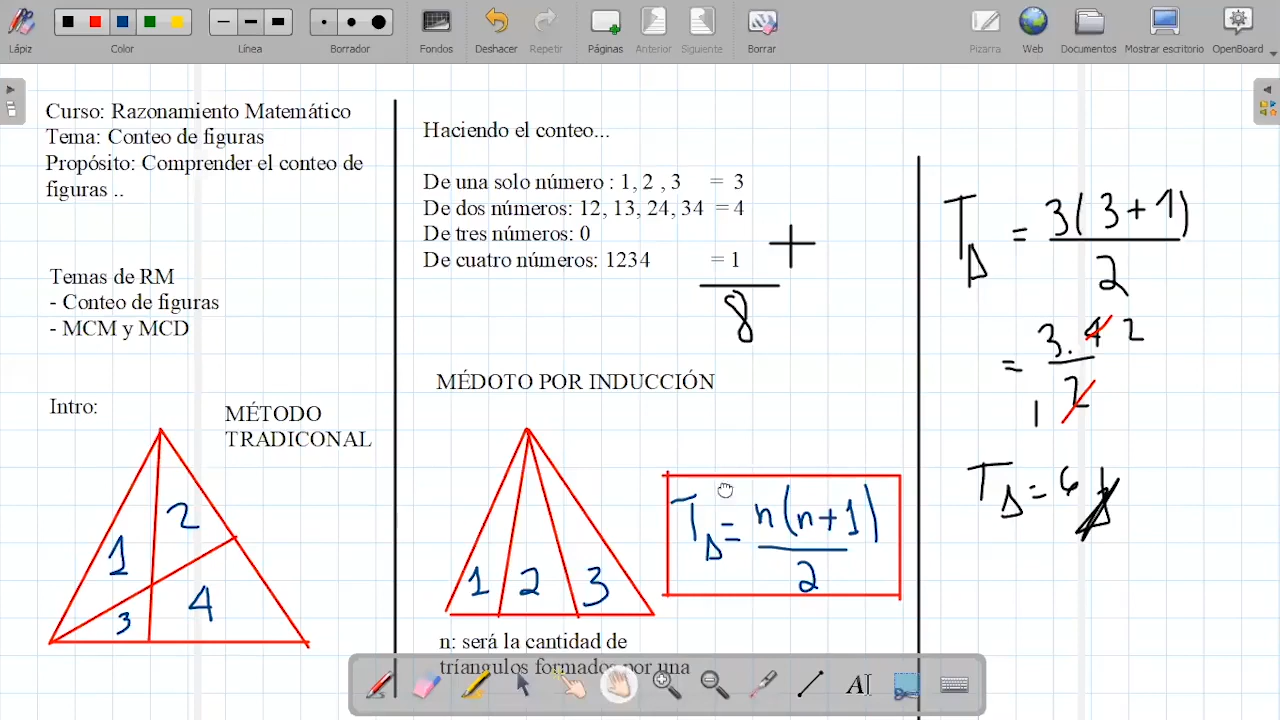 Lápiz
Color
Línea
Borrador
Fondos
Deshacer
Repetir
Páginas
Anterior
Siguiente
Borrar
Pizarra
Web
Documentos
Mostrar escritorio
OpenBoard
Curso: Razonamiento Matemático
Tema: Conteo de figuras
Propósito: Comprender el conteo de
figuras ..
Temas de RM
- Conteo de figuras
- MCM y MCD
Intro:
MÉTODO
TRADICONAL
1
2
3
4
Haciendo el conteo...
De una solo número : 1, 2 , 3 = 3
De dos números: 12, 13, 24, 34 = 4
De tres números: 0
De cuatro números: 1234 = 1
+
8
MÉDOTO POR INDUCCIÓN
1 2 3
TΔ = n(n+1)
2
n: será la cantidad de
tríangulos formados por una
TΔ = 3(3+1)
2
= 3.4 2
1 2
TΔ = 6
AI